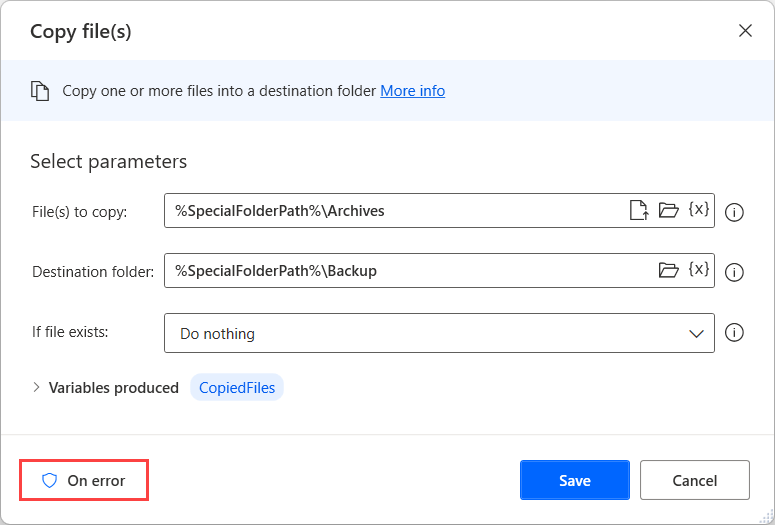 Copy file(s)
Copy one or more files into a destination folder More info
Select parameters
File(s) to copy: %SpecialFolderPath%\Archives {x}
Destination folder: %SpecialFolderPath%\Backup {x}
If file exists: Do nothing
Variables produced CopiedFiles
On error Save Cancel